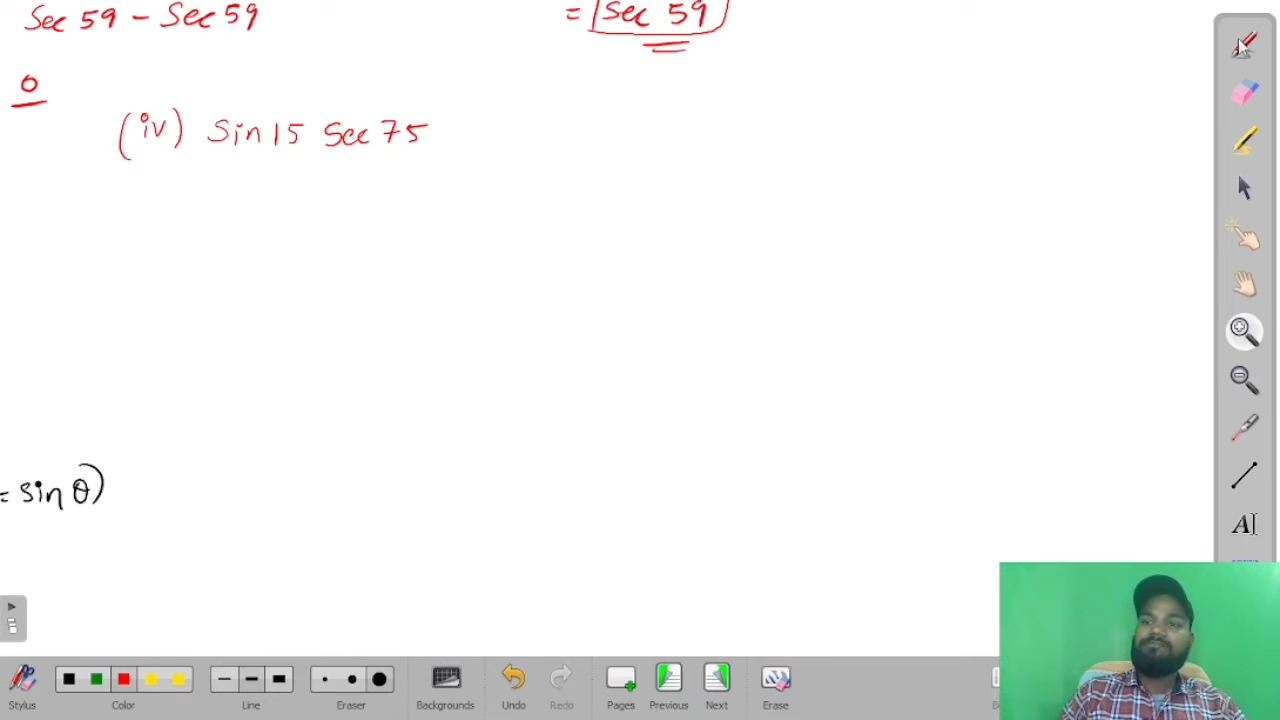 Sec 59 - Sec 59
= Sec 59
0
(iv) Sin 15 Sec 75
= sin θ)
A
Stylus
Color
Line
Eraser
Backgrounds
Undo
Redo
Pages
Previous
Next
Erase